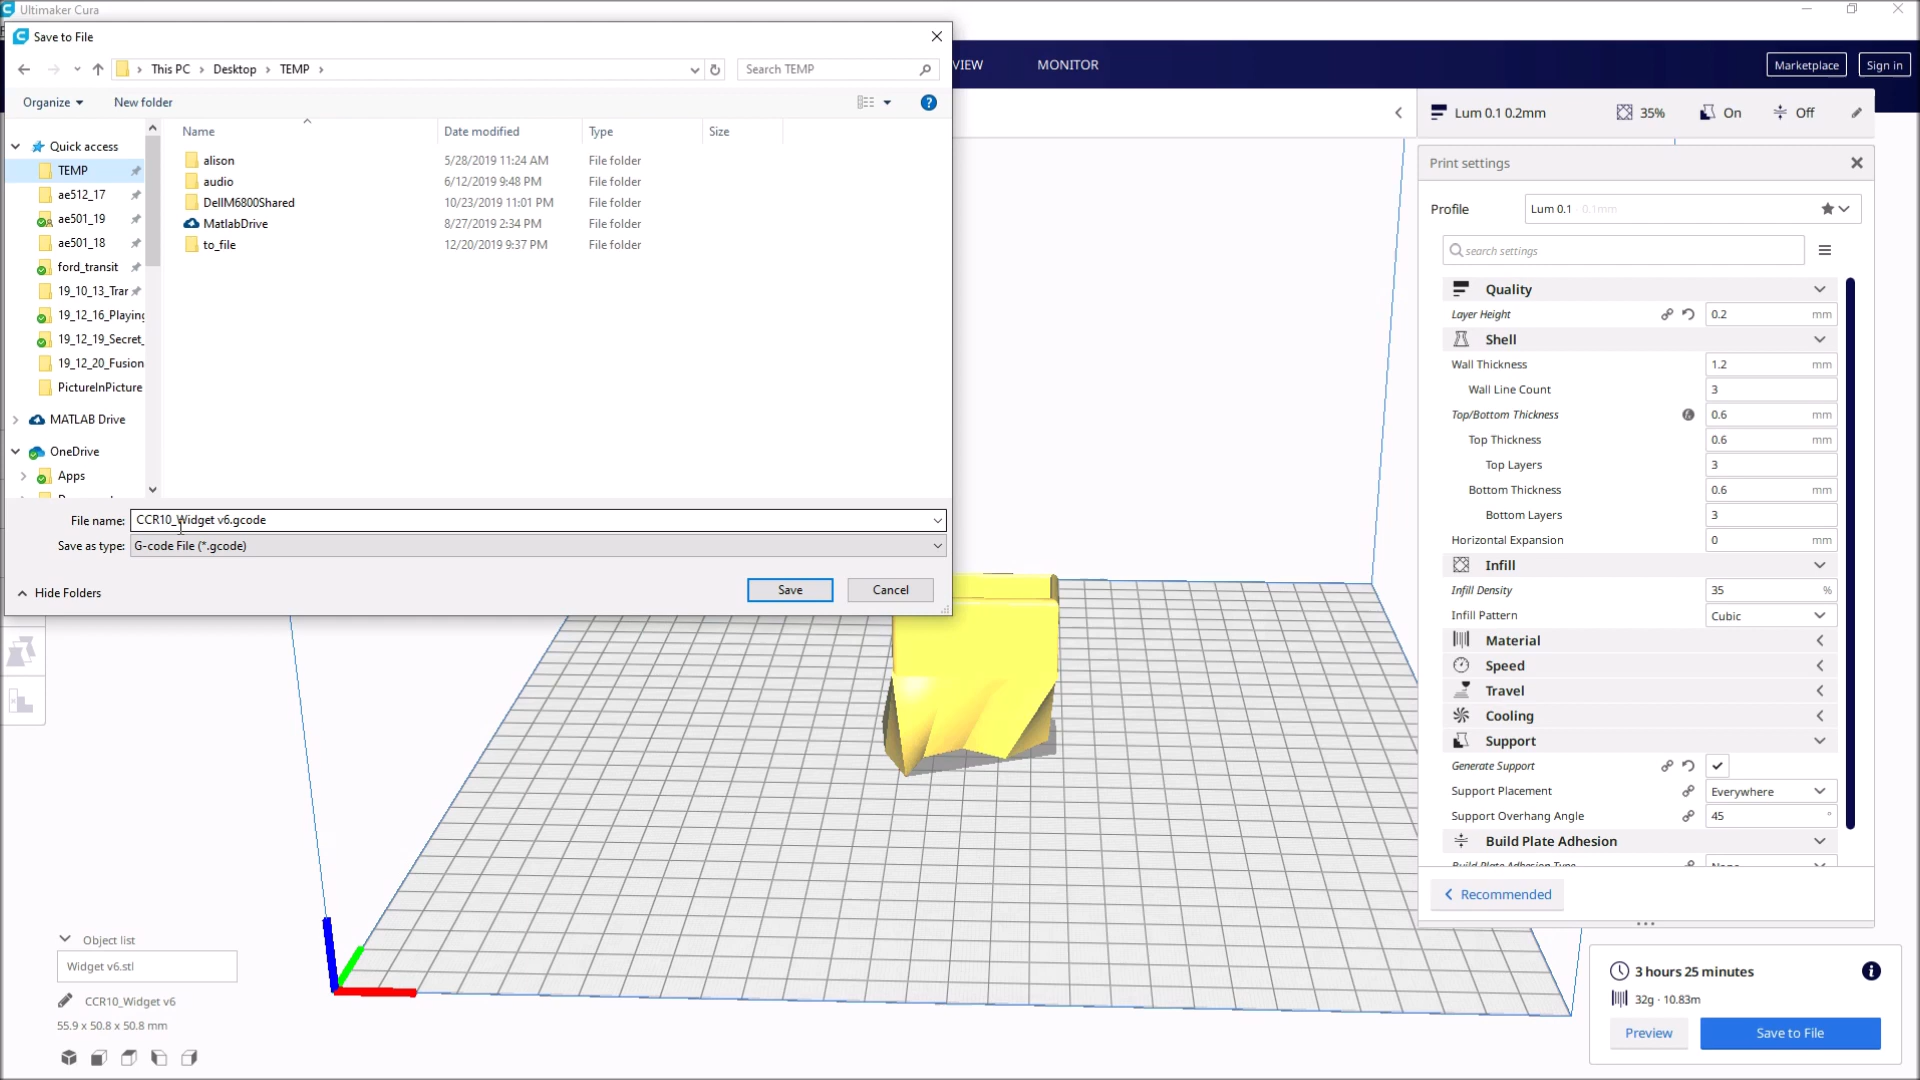 Ultimaker Cura
Save to File
This PC > Desktop > TEMP >
Search TEMP
VIEW
MONITOR
Marketplace
Sign in
Organize
New folder
Lum 0.1 0.2mm
35%
On
Off
Name
Date modified
Type
Size
Quick access
TEMP
ae512_17
ae501_19
ae501_18
ford_transit
19_10_13_Trar
19_12_16_Playing
19_12_19_Secret_
19_12_20_Fusion
PictureInPicture
MATLAB Drive
OneDrive
Apps
alison 5/28/2019 11:24 AM File folder
audio 6/12/2019 9:48 PM File folder
DellM6800Shared 10/23/2019 11:01 PM File folder
MatlabDrive 8/27/2019 2:34 PM File folder
to_file 12/20/2019 9:37 PM File folder
File name: CCR10_Widget v6.gcode
Save as type: G-code File (*.gcode)
Hide Folders
Save
Cancel
Print settings
Profile Lum 0.1 0.1mm
search settings
Quality
Layer Height 0.2 mm
Shell
Wall Thickness 1.2 mm
Wall Line Count 3
Top/Bottom Thickness 0.6 mm
Top Thickness 0.6 mm
Top Layers 3
Bottom Thickness 0.6 mm
Bottom Layers 3
Horizontal Expansion 0 mm
Infill
Infill Density 35 %
Infill Pattern Cubic
Material
Speed
Travel
Cooling
Support
Generate Support
Support Placement Everywhere
Support Overhang Angle 45 °
Build Plate Adhesion
Build Plate Adhesion Type None
Recommended
Object list
Widget v6.stl
CCR10_Widget v6
55.9 x 50.8 x 50.8 mm
3 hours 25 minutes
32g · 10.83m
Preview
Save to File